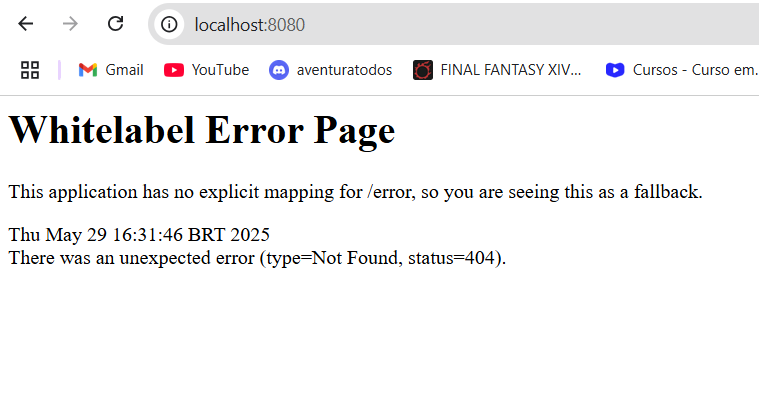 localhost:8080
Gmail YouTube aventuratodos FINAL FANTASY XIV... Cursos - Curso em.
Whitelabel Error Page
This application has no explicit mapping for /error, so you are seeing this as a fallback.
Thu May 29 16:31:46 BRT 2025
There was an unexpected error (type=Not Found, status=404).